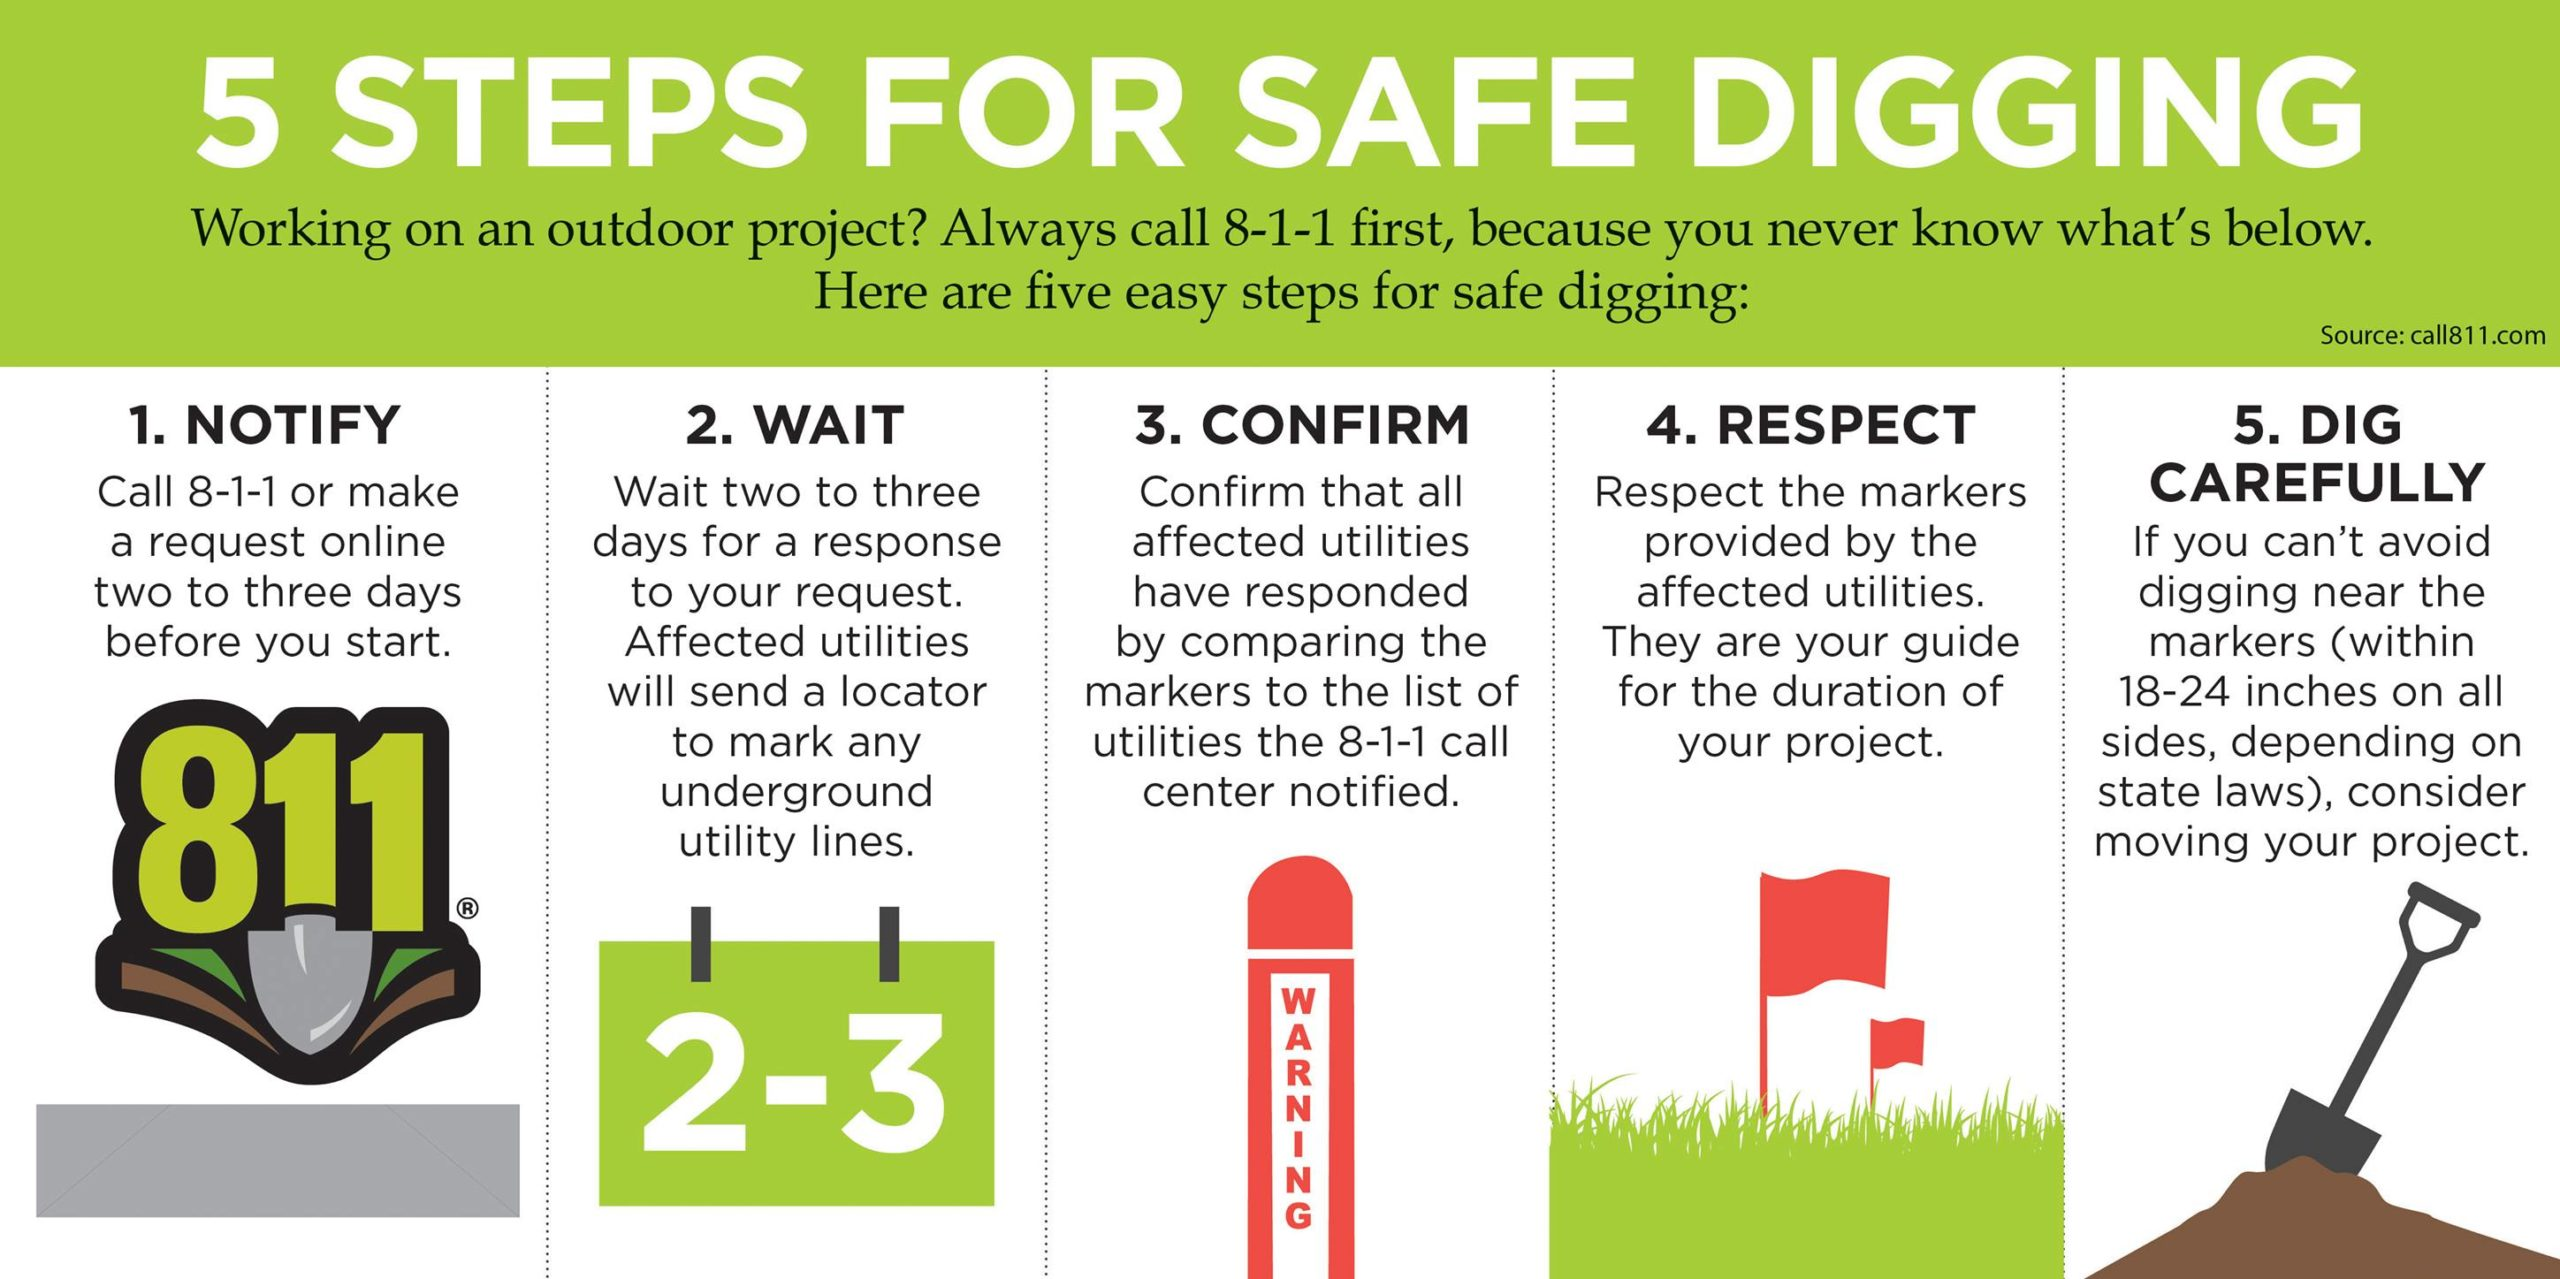 5 STEPS FOR SAFE DIGGING
Working on an outdoor project? Always call 8-1-1 first, because you never know what's below.
Here are five easy steps for safe digging:
Source: call811.com
1. NOTIFY
Call 8-1-1 or make
a request online
two to three days
before you start.
811
®
2. WAIT
Wait two to three
days for a response
to your request.
Affected utilities
will send a locator
to mark any
underground
utility lines.
2-3
3. CONFIRM
Confirm that all
affected utilities
have responded
by comparing the
markers to the list of
utilities the 8-1-1 call
center notified.
WARNING
4. RESPECT
Respect the markers
provided by the
affected utilities.
They are your guide
for the duration of
your project.
5. DIG
CAREFULLY
If you can't avoid
digging near the
markers (within
18-24 inches on all
sides, depending on
state laws), consider
moving your project.